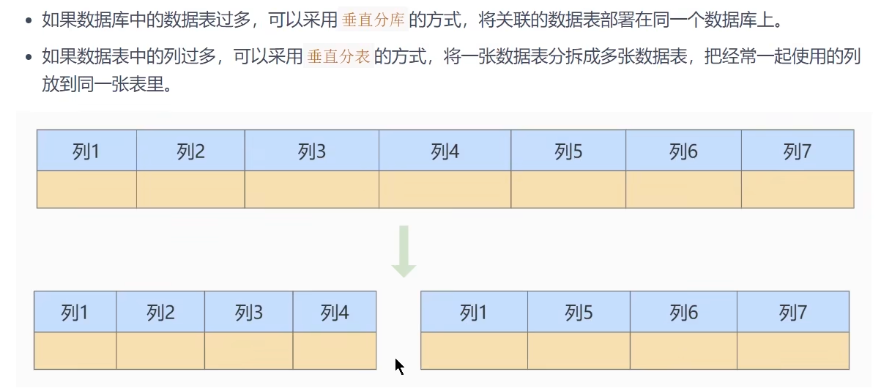 如果数据库中的数据表过多，可以采用垂直分库的方式，将关联的数据表部署在同一个数据库上。
如果数据表中的列过多，可以采用垂直分表的方式，将一张数据表分拆成多张数据表，把经常一起使用的列
放到同一张表里。
列1 列2 列3 列4 列5 列6 列7
列1 列2 列3 列4 列1 列5 列6 列7